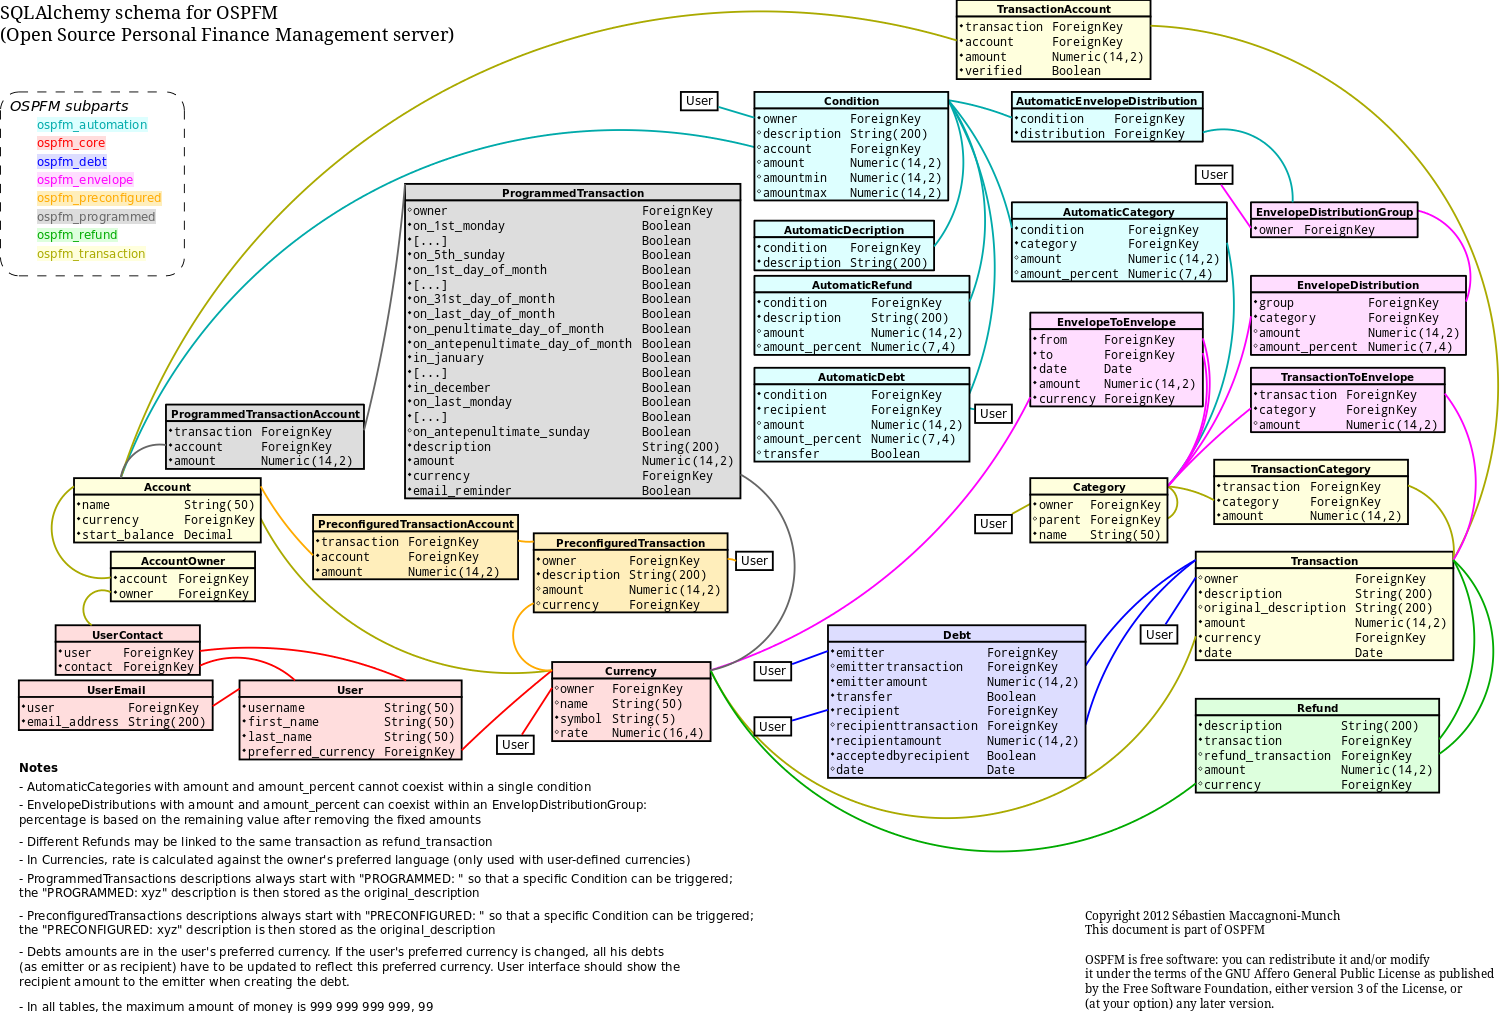 SQLAlchemy schema for OSPFM
(Open Source Personal Finance Management server)
OSPFM subparts
ospfm_automation
ospfm_core
ospfm_debt
ospfm_envelope
ospfm_preconfigured
ospfm_programmed
ospfm_refund
ospfm_transaction
TransactionAccount
transaction ForeignKey
account ForeignKey
amount Numeric(14,2)
verified Boolean
User
Condition
owner ForeignKey
description String(200)
account ForeignKey
amount Numeric(14,2)
amountmin Numeric(14,2)
amountmax Numeric(14,2)
AutomaticEnvelopeDistribution
condition ForeignKey
distribution ForeignKey
User
EnvelopeDistributionGroup
owner ForeignKey
ProgrammedTransaction
owner ForeignKey
on_1st_monday Boolean
[...] Boolean
on_5th_sunday Boolean
on_1st_day_of_month Boolean
[...] Boolean
on_31st_day_of_month Boolean
on_last_day_of_month Boolean
on_penultimate_day_of_month Boolean
on_antepenultimate_day_of_month Boolean
in_january Boolean
[...] Boolean
in_december Boolean
on_last_monday Boolean
[...] Boolean
on_antepenultimate_sunday Boolean
description String(200)
amount Numeric(14,2)
currency ForeignKey
email_reminder Boolean
AutomaticDecription
condition ForeignKey
description String(200)
AutomaticCategory
condition ForeignKey
category ForeignKey
amount Numeric(14,2)
amount_percent Numeric(7,4)
AutomaticRefund
condition ForeignKey
description String(200)
amount Numeric(14,2)
amount_percent Numeric(7,4)
EnvelopeDistribution
group ForeignKey
category ForeignKey
amount Numeric(14,2)
amount_percent Numeric(7,4)
EnvelopeToEnvelope
from ForeignKey
to ForeignKey
date Date
amount Numeric(14,2)
currency ForeignKey
AutomaticDebt
condition ForeignKey
recipient ForeignKey
amount Numeric(14,2)
amount_percent Numeric(7,4)
transfer Boolean
User
TransactionToEnvelope
transaction ForeignKey
category ForeignKey
amount Numeric(14,2)
ProgrammedTransactionAccount
transaction ForeignKey
account ForeignKey
amount Numeric(14,2)
Account
name String(50)
currency ForeignKey
start_balance Decimal
Category
owner ForeignKey
parent ForeignKey
name String(50)
User
TransactionCategory
transaction ForeignKey
category ForeignKey
amount Numeric(14,2)
PreconfiguredTransactionAccount
transaction ForeignKey
account ForeignKey
amount Numeric(14,2)
PreconfiguredTransaction
owner ForeignKey
description String(200)
amount Numeric(14,2)
currency ForeignKey
User
AccountOwner
account ForeignKey
owner ForeignKey
Transaction
owner ForeignKey
description String(200)
original_description String(200)
amount Numeric(14,2)
currency ForeignKey
date Date
User
UserContact
user ForeignKey
contact ForeignKey
UserEmail
user ForeignKey
email_address String(200)
User
username String(50)
first_name String(50)
last_name String(50)
preferred_currency ForeignKey
Currency
owner ForeignKey
name String(50)
symbol String(5)
rate Numeric(16,4)
User
User
User
Debt
emitter ForeignKey
emittertransaction ForeignKey
emitteramount Numeric(14,2)
transfer Boolean
recipient ForeignKey
recipienttransaction ForeignKey
recipientamount Numeric(14,2)
acceptedbyrecipient Boolean
date Date
Refund
description String(200)
transaction ForeignKey
refund_transaction ForeignKey
amount Numeric(14,2)
currency ForeignKey
Notes
- AutomaticCategories with amount and amount_percent cannot coexist within a single condition
- EnvelopeDistributions with amount and amount_percent can coexist within an EnvelopDistributionGroup:
percentage is based on the remaining value after removing the fixed amounts
- Different Refunds may be linked to the same transaction as refund_transaction
- In Currencies, rate is calculated against the owner's preferred language (only used with user-defined currencies)
- ProgrammedTransactions descriptions always start with "PROGRAMMED: " so that a specific Condition can be triggered;
the "PROGRAMMED: xyz" description is then stored as the original_description
- PreconfiguredTransactions descriptions always start with "PRECONFIGURED: " so that a specific Condition can be triggered;
the "PRECONFIGURED: xyz" description is then stored as the original_description
- Debts amounts are in the user's preferred currency. If the user's preferred currency is changed, all his debts
(as emitter or as recipient) have to be updated to reflect this preferred currency. User interface should show the
recipient amount to the emitter when creating the debt.
- In all tables, the maximum amount of money is 999 999 999 999, 99
Copyright 2012 Sébastien Maccagnoni-Munch
This document is part of OSPFM
OSPFM is free software: you can redistribute it and/or modify
it under the terms of the GNU Affero General Public License as published
by the Free Software Foundation, either version 3 of the License, or
(at your option) any later version.